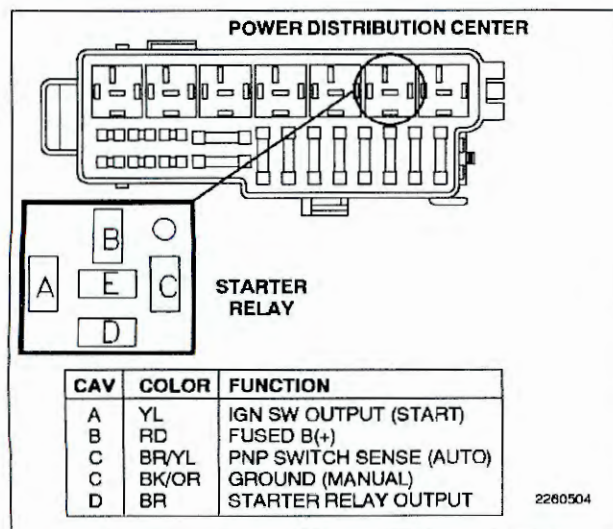 POWER DISTRIBUTION CENTER
B
A E C
D
STARTER
RELAY
CAV COLOR FUNCTION
A YL IGN SW OUTPUT (START)
B RD FUSED B(+)
C BR/YL PNP SWITCH SENSE (AUTO)
C BK/OR GROUND (MANUAL)
D BR STARTER RELAY OUTPUT
2260504